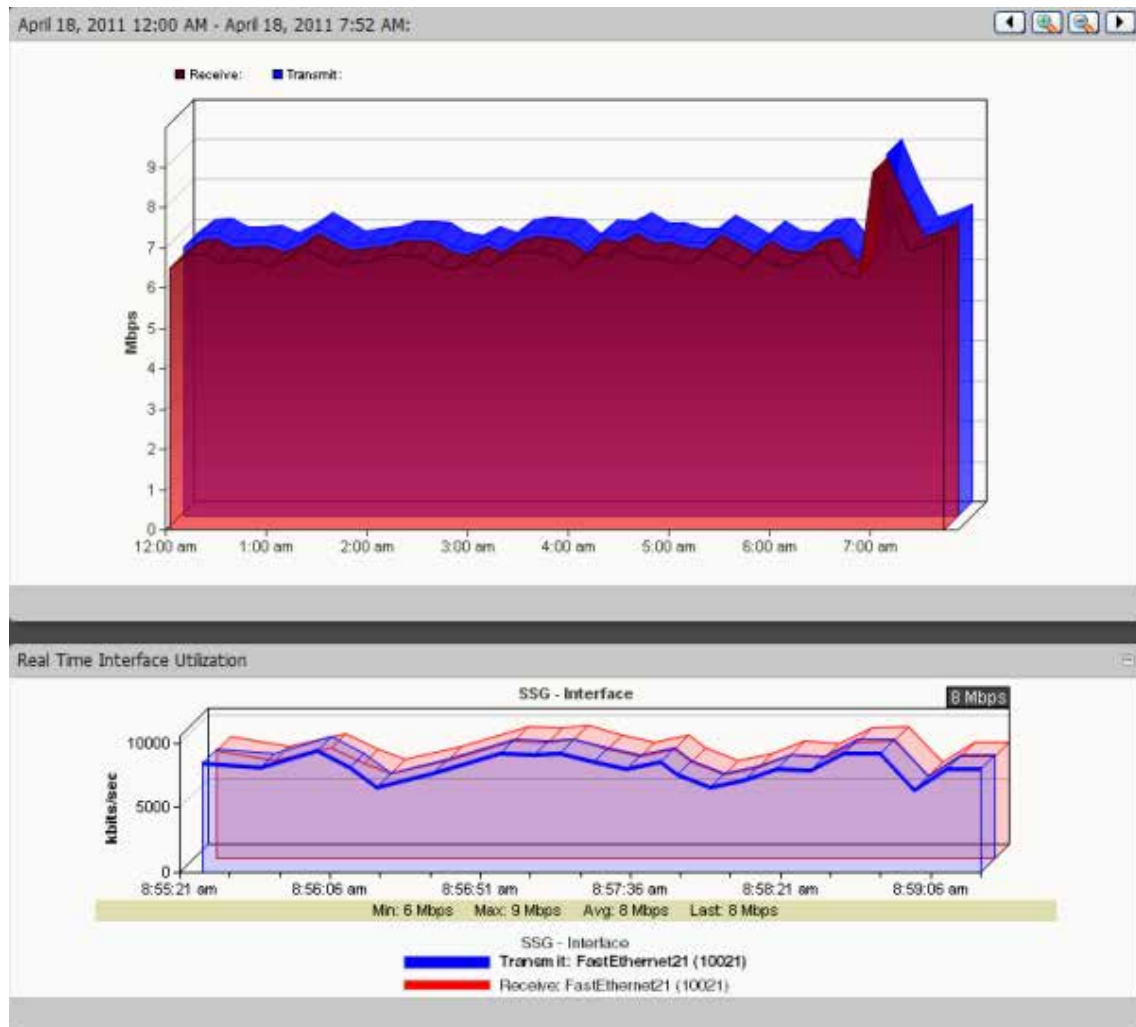 April 18, 2011 12:00 AM - April 18, 2011 7:52 AM:
Receive: Transmit:
Mbps
9
8
7
6
5
4
3
2
1
0
12:00 am 1:00 am 2:00 am 3:00 am 4:00 am 5:00 am 6:00 am 7:00 am
Real Time Interface Utilization
SSG - Interface
8 Mbps
kbits/sec
10000
5000
0
8:55:21 am 8:56:06 am 8:56:51 am 8:57:36 am 8:58:21 am 8:59:06 am
Min: 6 Mbps Max: 9 Mbps Avg: 8 Mbps Last: 8 Mbps
SSG - Interface
Transmit: FastEthernet21 (10021)
Receive: FastEthernet21 (10021)